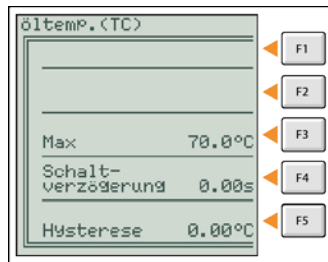 öltemp.(TC)
F1
F2
Max 70.0°C
F3
Schalt-
verzögerung 0.00s
F4
Hysterese 0.00°C
F5